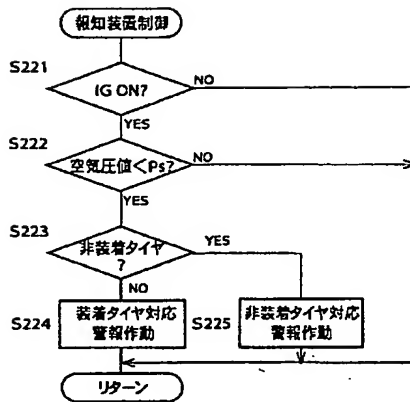 報知装置制御
S221
IG ON?
NO
YES
S222
空気圧値<Ps?
NO
YES
S223
非装着タイヤ
?
YES
NO
S224
装着タイヤ対応
警報作動
S225
非装着タイヤ対応
警報作動
リターン